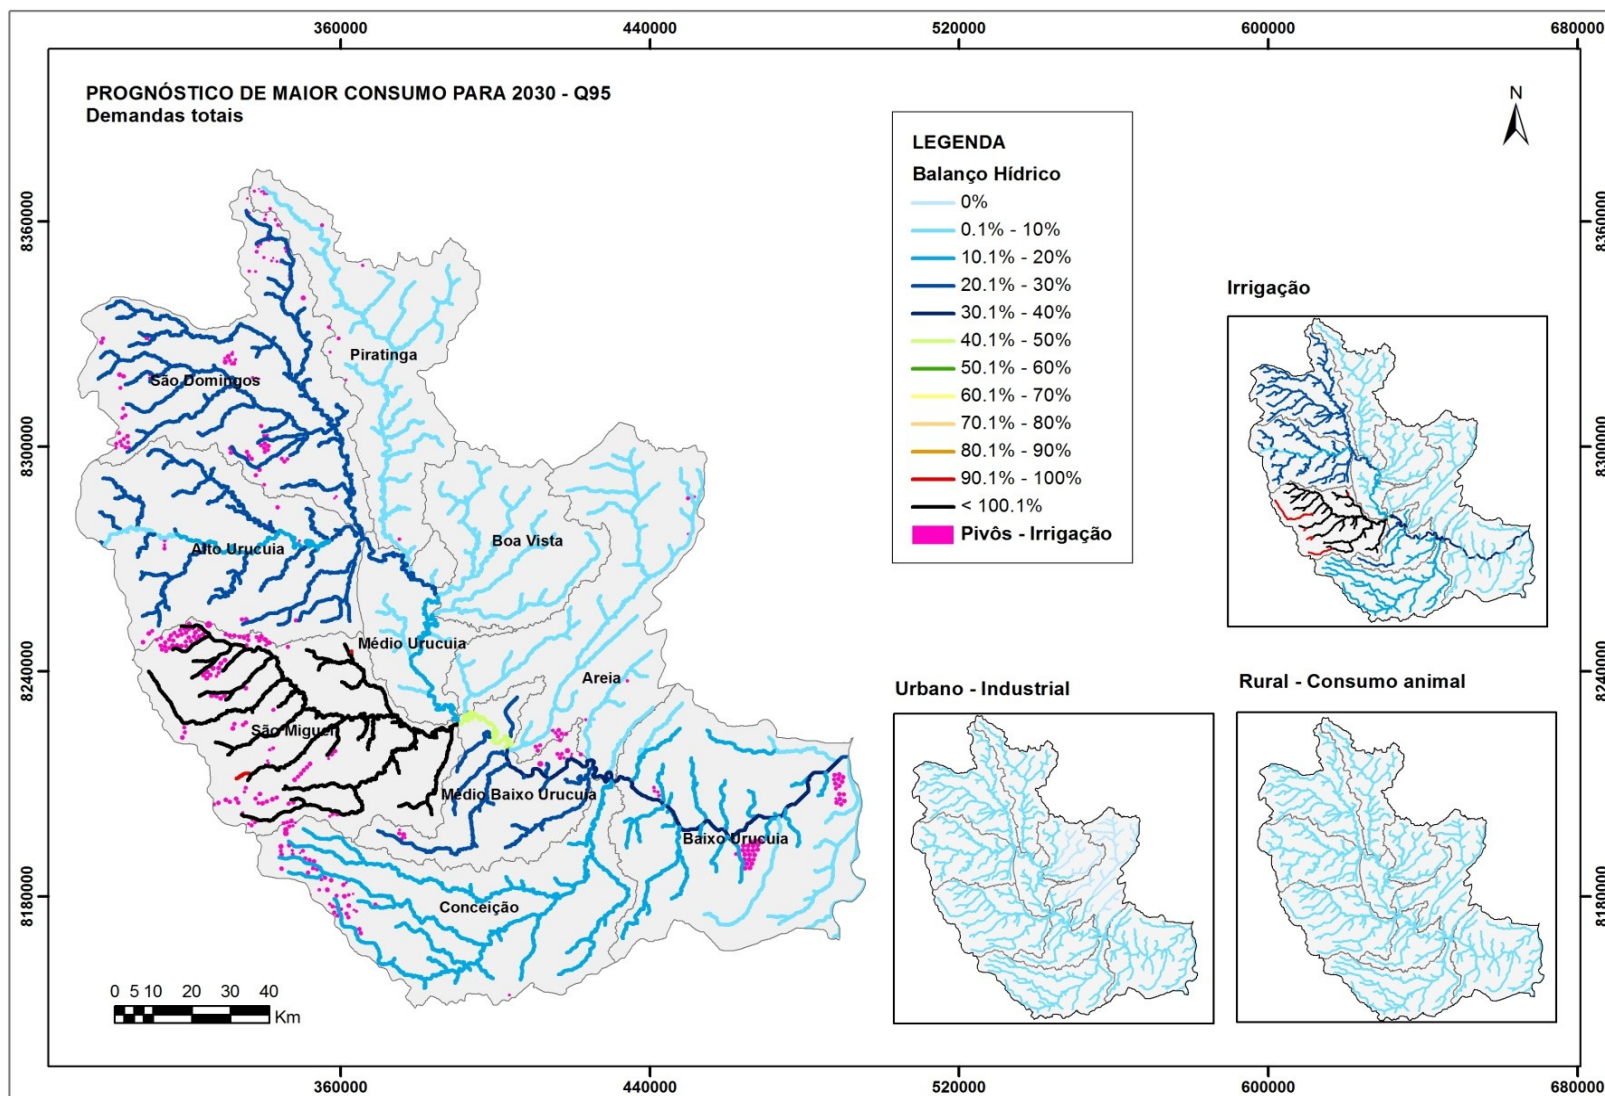 360000
440000
520000
600000
680000
PROGNÓSTICO DE MAIOR CONSUMO PARA 2030 - Q95
Demandas totais
N
LEGENDA
Balanço Hídrico
0%
0.1% - 10%
10.1% - 20%
20.1% - 30%
30.1% - 40%
40.1% - 50%
50.1% - 60%
60.1% - 70%
70.1% - 80%
80.1% - 90%
90.1% - 100%
< 100.1%
Pivôs - Irrigação
8360000
8300000
8240000
8180000
8360000
8300000
8240000
8180000
Piratinga
São Domingos
Alto Urucuia
Boa Vista
Médio Urucuia
Areia
São Miguel
Médio Baixo Urucuia
Baixo Urucuia
Conceição
Irrigação
Urbano - Industrial
Rural - Consumo animal
0 5 10 20 30 40
Km
360000
440000
520000
600000
680000